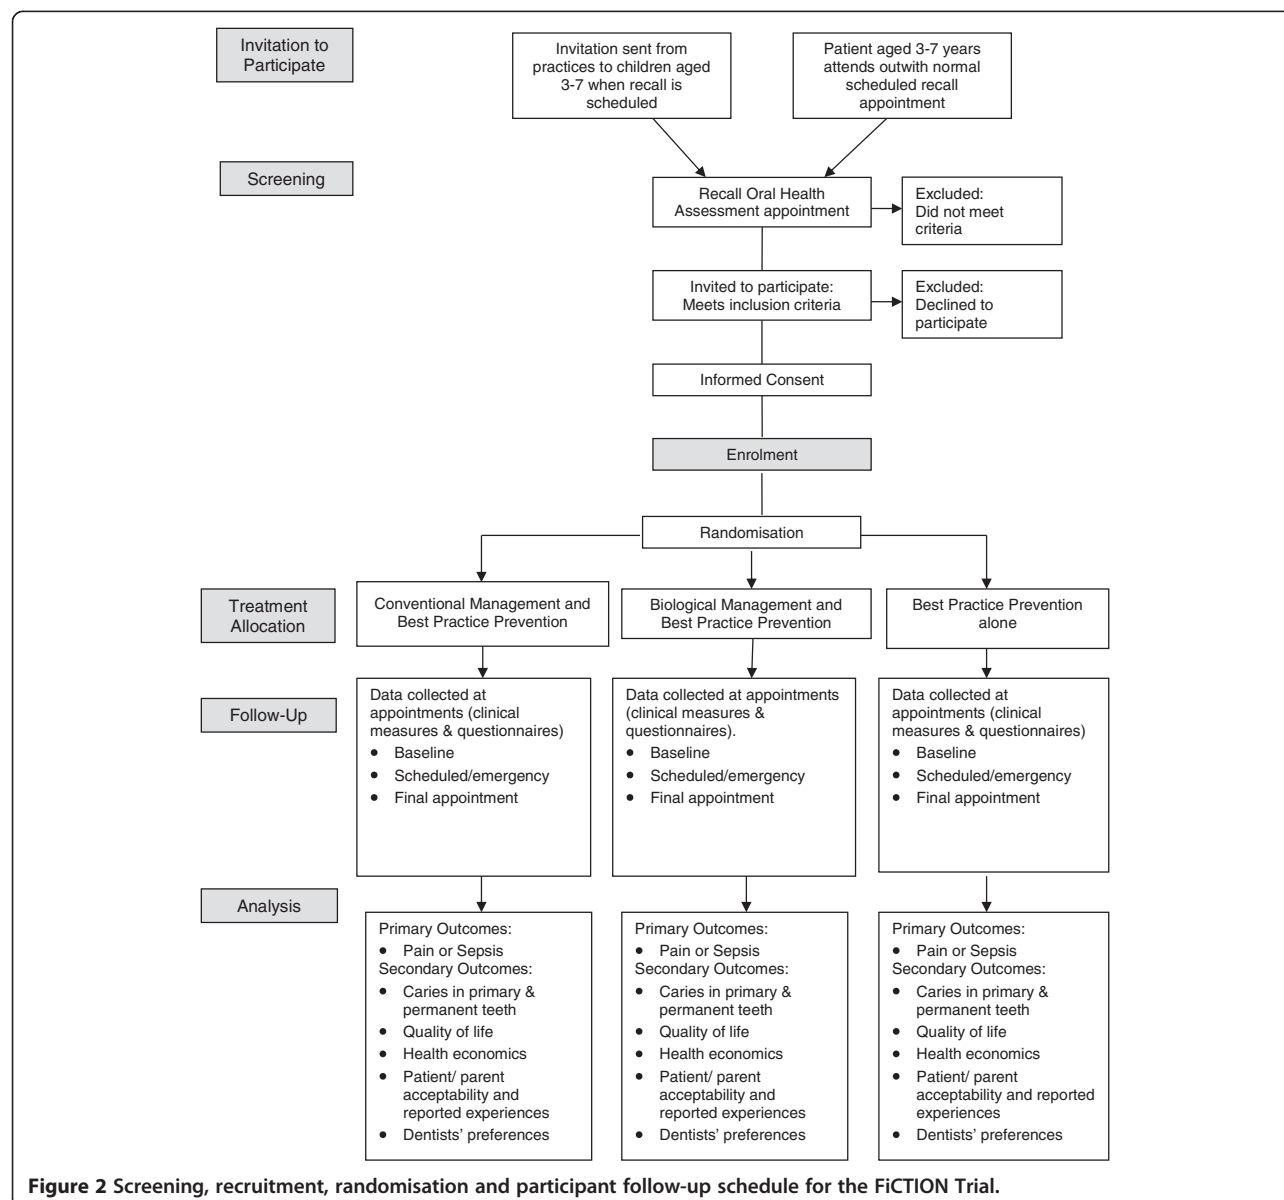 Invitation to
Participate
Invitation sent from
practices to children aged
3-7 when recall is
scheduled
Patient aged 3-7 years
attends outwith normal
scheduled recall
appointment
Screening
Recall Oral Health
Assessment appointment
Excluded:
Did not meet
criteria
Invited to participate:
Meets inclusion criteria
Excluded:
Declined to
participate
Informed Consent
Enrolment
Randomisation
Treatment
Allocation
Conventional Management and
Best Practice Prevention
Biological Management and
Best Practice Prevention
Best Practice Prevention
alone
Follow-Up
Data collected at
appointments (clinical
measures & questionnaires)
• Baseline
• Scheduled/emergency
• Final appointment
Data collected at appointments
(clinical measures &
questionnaires).
• Baseline
• Scheduled/emergency
• Final appointment
Data collected at
appointments (clinical
measures & questionnaires)
• Baseline
• Scheduled/emergency
• Final appointment
Analysis
Primary Outcomes:
• Pain or Sepsis
Secondary Outcomes:
• Caries in primary &
permanent teeth
• Quality of life
• Health economics
• Patient/ parent
acceptability and
reported experiences
• Dentists' preferences
Primary Outcomes:
• Pain or Sepsis
Secondary Outcomes:
• Caries in primary &
permanent teeth
• Quality of life
• Health economics
• Patient/ parent
acceptability and
reported experiences
• Dentists' preferences
Primary Outcomes:
• Pain or Sepsis
Secondary Outcomes:
• Caries in primary &
permanent teeth
• Quality of life
• Health economics
• Patient/ parent
acceptability and reported
experiences
• Dentists' preferences
Figure 2 Screening, recruitment, randomisation and participant follow-up schedule for the FiCTION Trial.